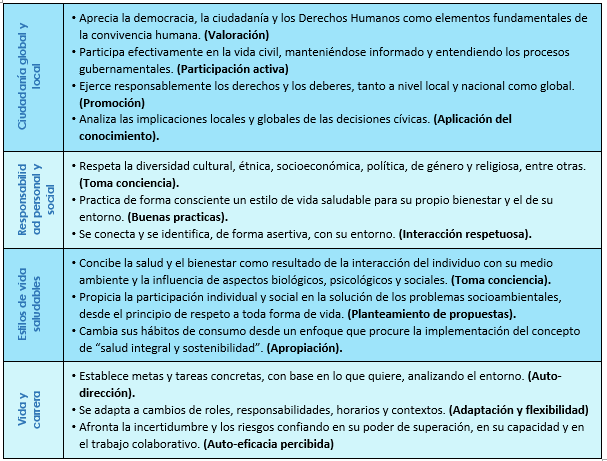 Ciudadanía global y
local
• Aprecia la democracia, la ciudadanía y los Derechos Humanos como elementos fundamentales de
la convivencia humana. (Valoración)
• Participa efectivamente en la vida civil, manteniéndose informado y entendiendo los procesos
gubernamentales. (Participación activa)
• Ejerce responsablemente los derechos y los deberes, tanto a nivel local y nacional como global.
(Promoción)
• Analiza las implicaciones locales y globales de las decisiones cívicas. (Aplicación del
conocimiento).
Responsabilid
ad personal y
social
• Respeta la diversidad cultural, étnica, socioeconómica, política, de género y religiosa, entre otras.
(Toma conciencia).
• Practica de forma consciente un estilo de vida saludable para su propio bienestar y el de su
entorno. (Buenas practicas).
• Se conecta y se identifica, de forma asertiva, con su entorno. (Interacción respetuosa).
Estilos de vida
saludables
• Concibe la salud y el bienestar como resultado de la interacción del individuo con su medio
ambiente y la influencia de aspectos biológicos, psicológicos y sociales. (Toma conciencia).
• Propicia la participación individual y social en la solución de los problemas socioambientales,
desde el principio de respeto a toda forma de vida. (Planteamiento de propuestas).
• Cambia sus hábitos de consumo desde un enfoque que procure la implementación del concepto
de “salud integral y sostenibilidad”. (Apropiación).
Vida y
carrera
• Establece metas y tareas concretas, con base en lo que quiere, analizando el entorno. (Auto-
dirección).
• Se adapta a cambios de roles, responsabilidades, horarios y contextos. (Adaptación y flexibilidad)
• Afronta la incertidumbre y los riesgos confiando en su poder de superación, en su capacidad y en
el trabajo colaborativo. (Auto-eficacia percibida)